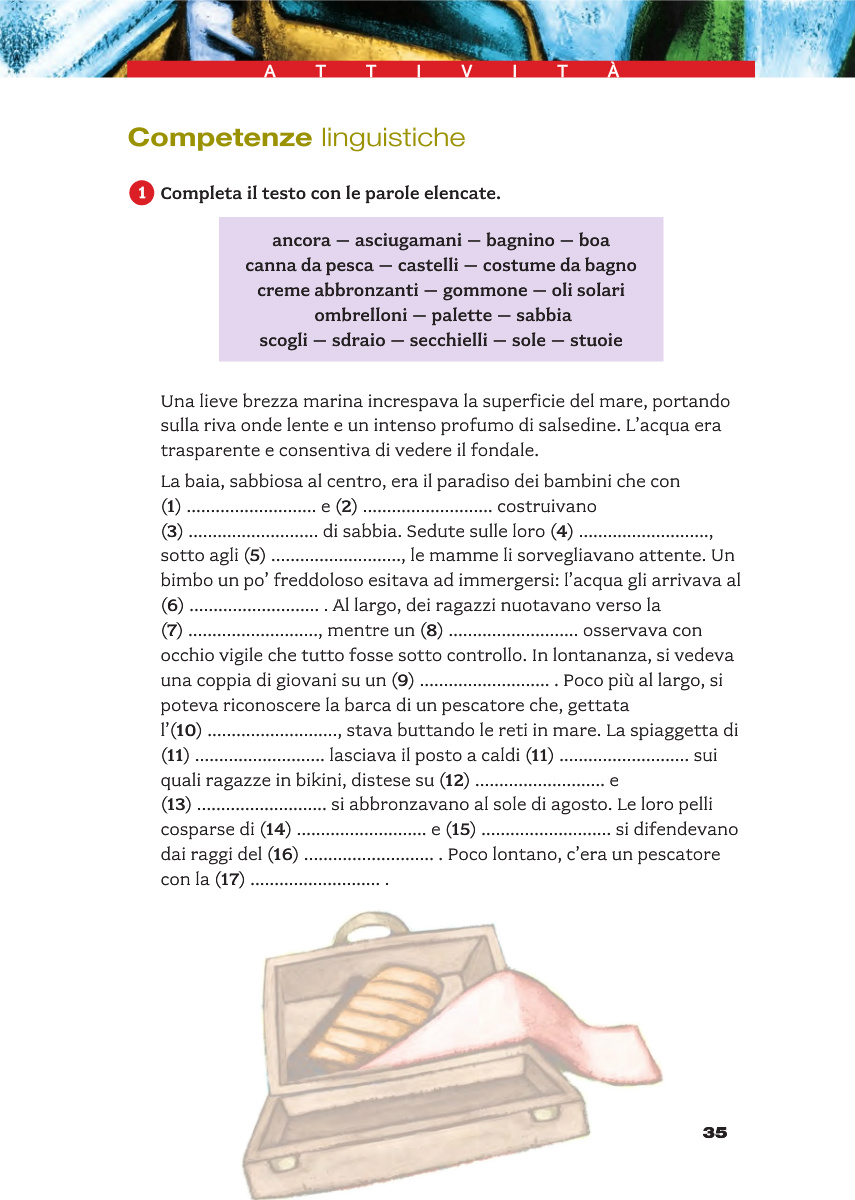 A T T I V I T À
Competenze linguistiche
1 Completa il testo con le parole elencate.
ancora – asciugamani – bagnino – boa
canna da pesca – castelli – costume da bagno
creme abbronzanti – gommone – oli solari
ombrelloni – palette – sabbia
scogli – sdraio – secchielli – sole – stuoie
Una lieve brezza marina increspava la superficie del mare, portando
sulla riva onde lente e un intenso profumo di salsedine. L’acqua era
trasparente e consentiva di vedere il fondale.
La baia, sabbiosa al centro, era il paradiso dei bambini che con
(1) ........................... e (2) ........................... costruivano
(3) ........................... di sabbia. Sedute sulle loro (4) ...........................,
sotto agli (5) ..........................., le mamme li sorvegliavano attente. Un
bimbo un po’ freddoloso esitava ad immergersi: l’acqua gli arrivava al
(6) ........................... . Al largo, dei ragazzi nuotavano verso la
(7) ..........................., mentre un (8) ........................... osservava con
occhio vigile che tutto fosse sotto controllo. In lontananza, si vedeva
una coppia di giovani su un (9) ........................... . Poco più al largo, si
poteva riconoscere la barca di un pescatore che, gettata
l’(10) ..........................., stava buttando le reti in mare. La spiaggetta di
(11) ........................... lasciava il posto a caldi (11) ........................... sui
quali ragazze in bikini, distese su (12) ........................... e
(13) ........................... si abbronzavano al sole di agosto. Le loro pelli
cosparse di (14) ........................... e (15) ........................... si difendevano
dai raggi del (16) ........................... . Poco lontano, c’era un pescatore
con la (17) ........................... .
35